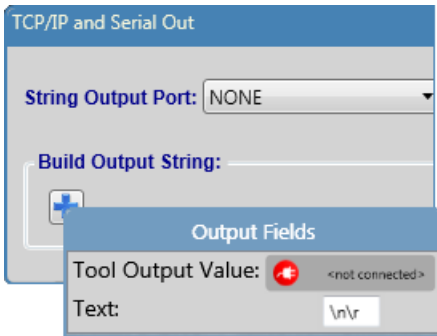 TCP/IP and Serial Out
String Output Port: NONE
Build Output String:
Output Fields
Tool Output Value: <not connected>
Text: \n\r